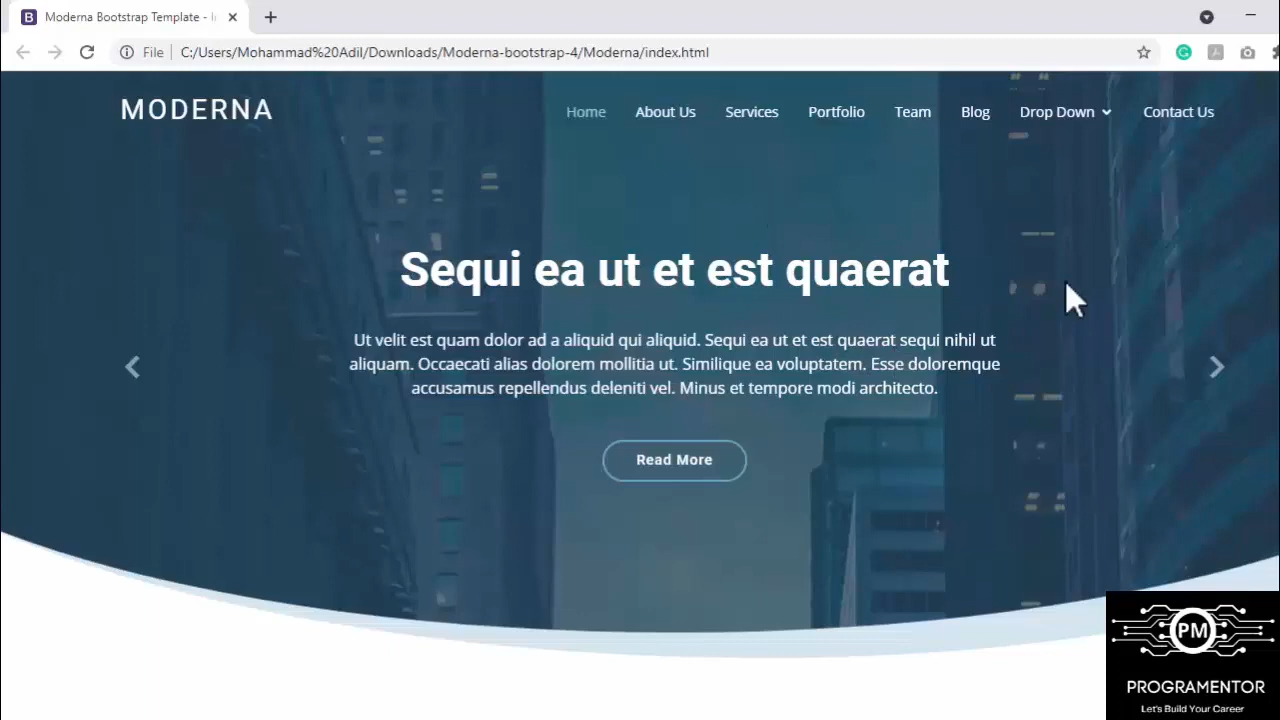 B Moderna Bootstrap Template - I
File C:/Users/Mohammad%20Adil/Downloads/Moderna-bootstrap-4/Moderna/index.html
MODERNA
Home About Us Services Portfolio Team Blog Drop Down Contact Us
Sequi ea ut et est quaerat
Ut velit est quam dolor ad a aliquid qui aliquid. Sequi ea ut et est quaerat sequi nihil ut
aliquam. Occaecati alias dolorem mollitia ut. Similique ea voluptatem. Esse doloremque
accusamus repellendus deleniti vel. Minus et tempore modi architecto.
Read More
PM
PROGRAMENTOR
Let's Build Your Career